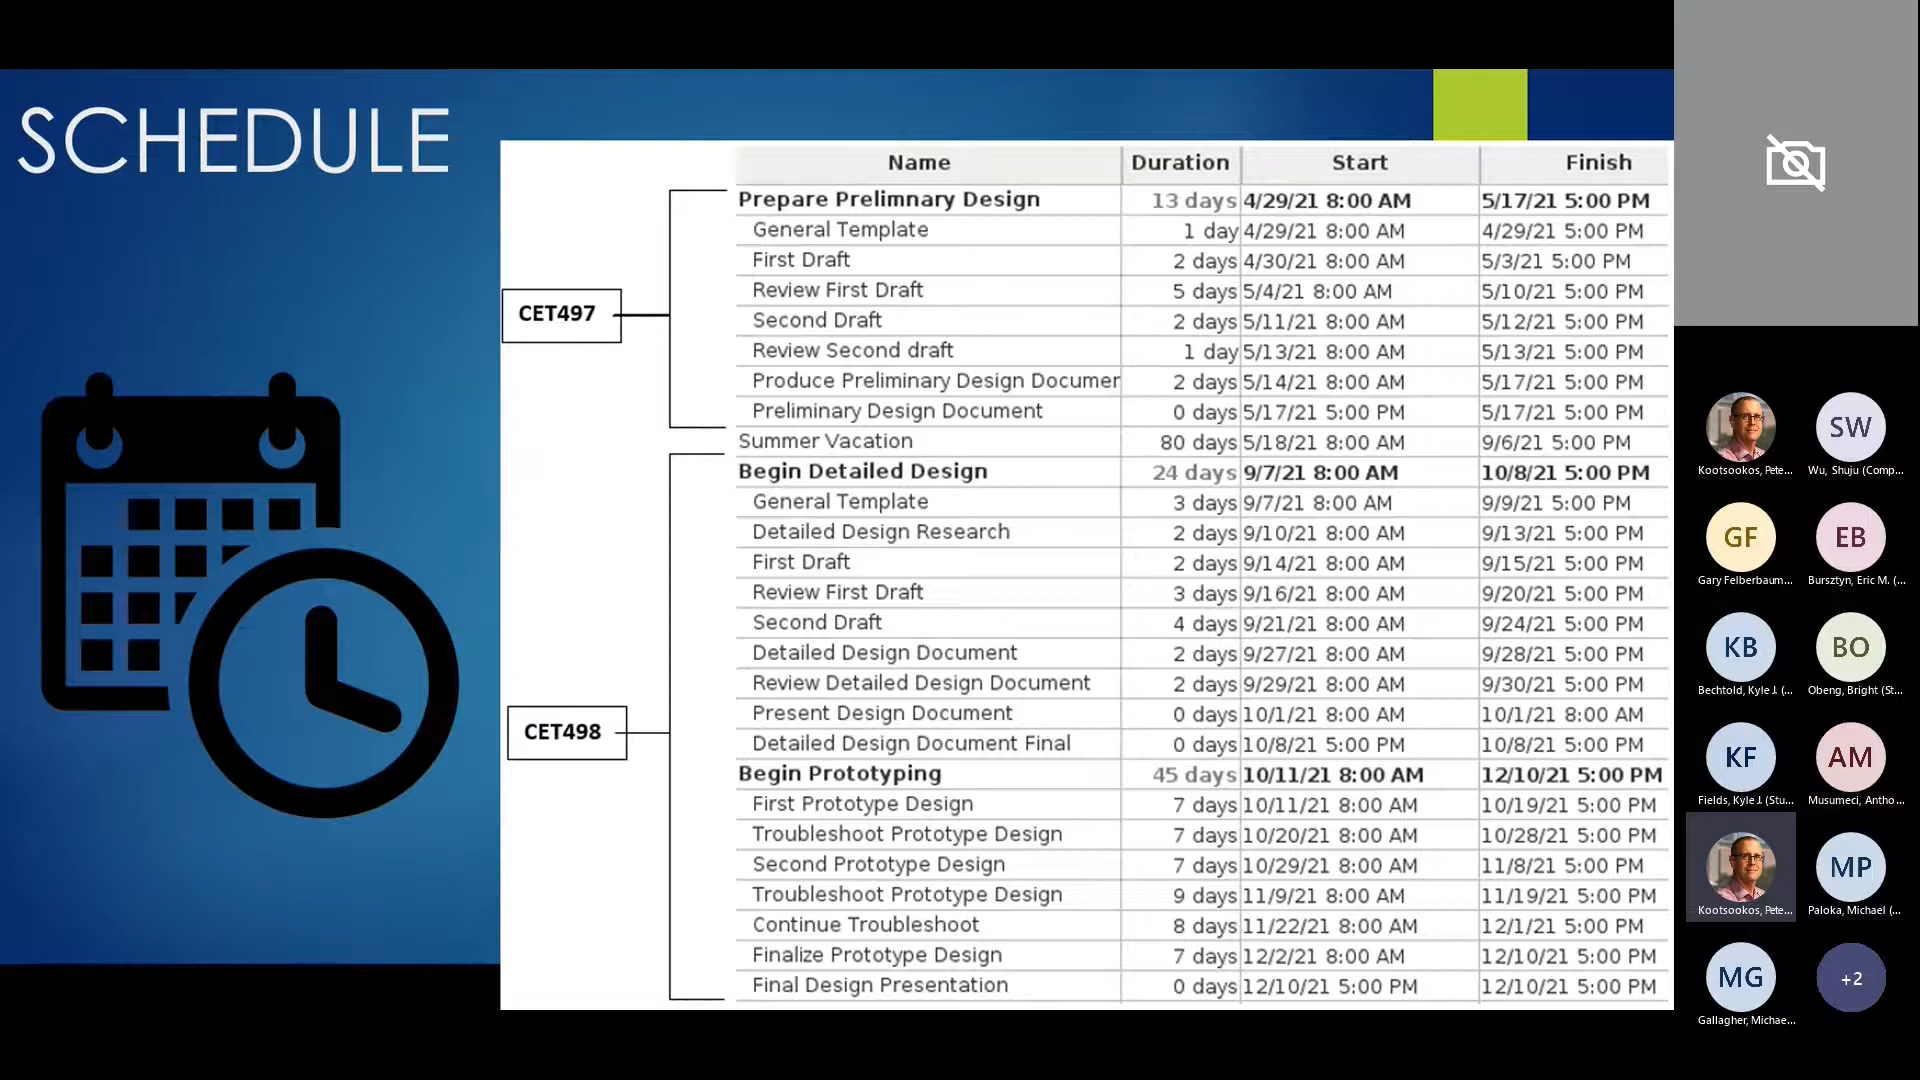 SCHEDULE
Name Duration Start Finish
Prepare Prelimnary Design 13 days 4/29/21 8:00 AM 5/17/21 5:00 PM
General Template 1 day 4/29/21 8:00 AM 4/29/21 5:00 PM
First Draft 2 days 4/30/21 8:00 AM 5/3/21 5:00 PM
Review First Draft 5 days 5/4/21 8:00 AM 5/10/21 5:00 PM
CET497
Second Draft 2 days 5/11/21 8:00 AM 5/12/21 5:00 PM
Review Second draft 1 day 5/13/21 8:00 AM 5/13/21 5:00 PM
Produce Preliminary Design Documer 2 days 5/14/21 8:00 AM 5/17/21 5:00 PM
Preliminary Design Document 0 days 5/17/21 5:00 PM 5/17/21 5:00 PM
Summer Vacation 80 days 5/18/21 8:00 AM 9/6/21 5:00 PM
Begin Detailed Design 24 days 9/7/21 8:00 AM 10/8/21 5:00 PM
General Template 3 days 9/7/21 8:00 AM 9/9/21 5:00 PM
Detailed Design Research 2 days 9/10/21 8:00 AM 9/13/21 5:00 PM
First Draft 2 days 9/14/21 8:00 AM 9/15/21 5:00 PM
Review First Draft 3 days 9/16/21 8:00 AM 9/20/21 5:00 PM
Second Draft 4 days 9/21/21 8:00 AM 9/24/21 5:00 PM
Detailed Design Document 2 days 9/27/21 8:00 AM 9/28/21 5:00 PM
Review Detailed Design Document 2 days 9/29/21 8:00 AM 9/30/21 5:00 PM
Present Design Document 0 days 10/1/21 8:00 AM 10/1/21 8:00 AM
CET498
Detailed Design Document Final 0 days 10/8/21 5:00 PM 10/8/21 5:00 PM
Begin Prototyping 45 days 10/11/21 8:00 AM 12/10/21 5:00 PM
First Prototype Design 7 days 10/11/21 8:00 AM 10/19/21 5:00 PM
Troubleshoot Prototype Design 7 days 10/20/21 8:00 AM 10/28/21 5:00 PM
Second Prototype Design 7 days 10/29/21 8:00 AM 11/8/21 5:00 PM
Troubleshoot Prototype Design 9 days 11/9/21 8:00 AM 11/19/21 5:00 PM
Continue Troubleshoot 8 days 11/22/21 8:00 AM 12/1/21 5:00 PM
Finalize Prototype Design 7 days 12/2/21 8:00 AM 12/10/21 5:00 PM
Final Design Presentation 0 days 12/10/21 5:00 PM 12/10/21 5:00 PM
SW
Kootsookos, Pete... Wu, Shuju (Comp...
GF EB
Gary Felberbaum... Bursztyn, Eric M. (...
KB BO
Bechtold, Kyle J. (... Obeng, Bright (St...
KF AM
Fields, Kyle J. (Stu... Musumeci, Antho...
MP
Kootsookos, Pete... Paloka, Michael (...
MG +2
Gallagher, Michae...